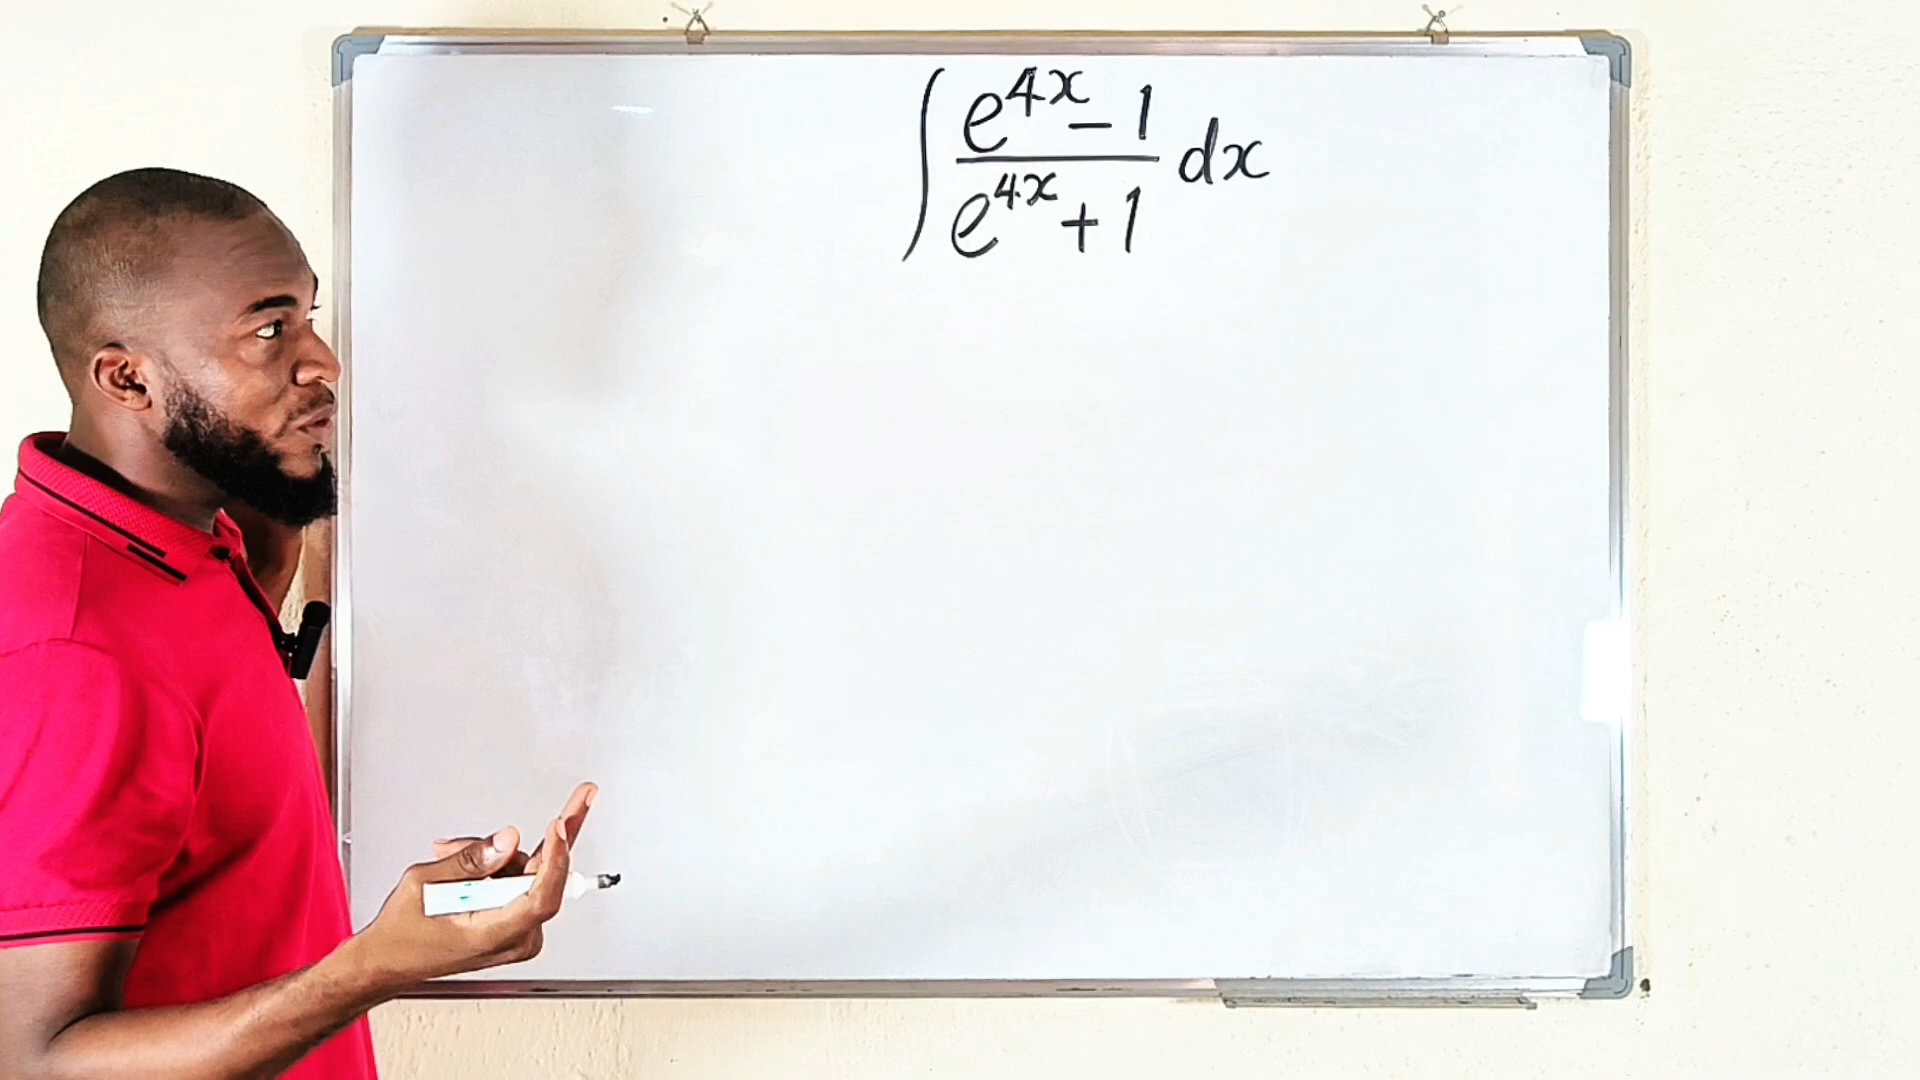 ∫ (e^{4x} − 1)/(e^{4x} + 1) dx